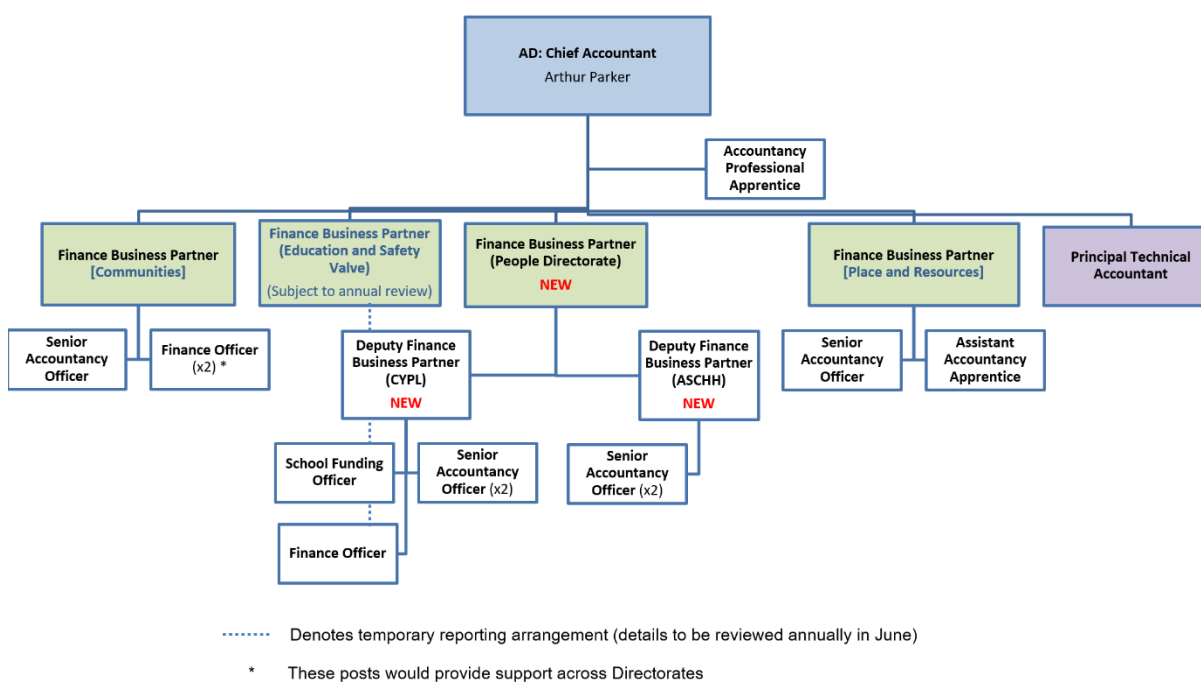 AD: Chief Accountant
Arthur Parker
Accountancy
Professional
Apprentice
Finance Business Partner
[Communities]
Finance Business Partner
(Education and Safety
Valve)
(Subject to annual review)
Finance Business Partner
(People Directorate)
NEW
Finance Business Partner
[Place and Resources]
Principal Technical
Accountant
Senior
Accountancy
Officer
Finance Officer
(x2) *
Deputy Finance
Business Partner
(CYPL)
NEW
Deputy Finance
Business Partner
(ASCHH)
NEW
Senior
Accountancy
Officer
Assistant
Accountancy
Apprentice
School Funding
Officer
Senior
Accountancy
Officer (x2)
Senior
Accountancy
Officer (x2)
Finance Officer
Denotes temporary reporting arrangement (details to be reviewed annually in June)
* These posts would provide support across Directorates